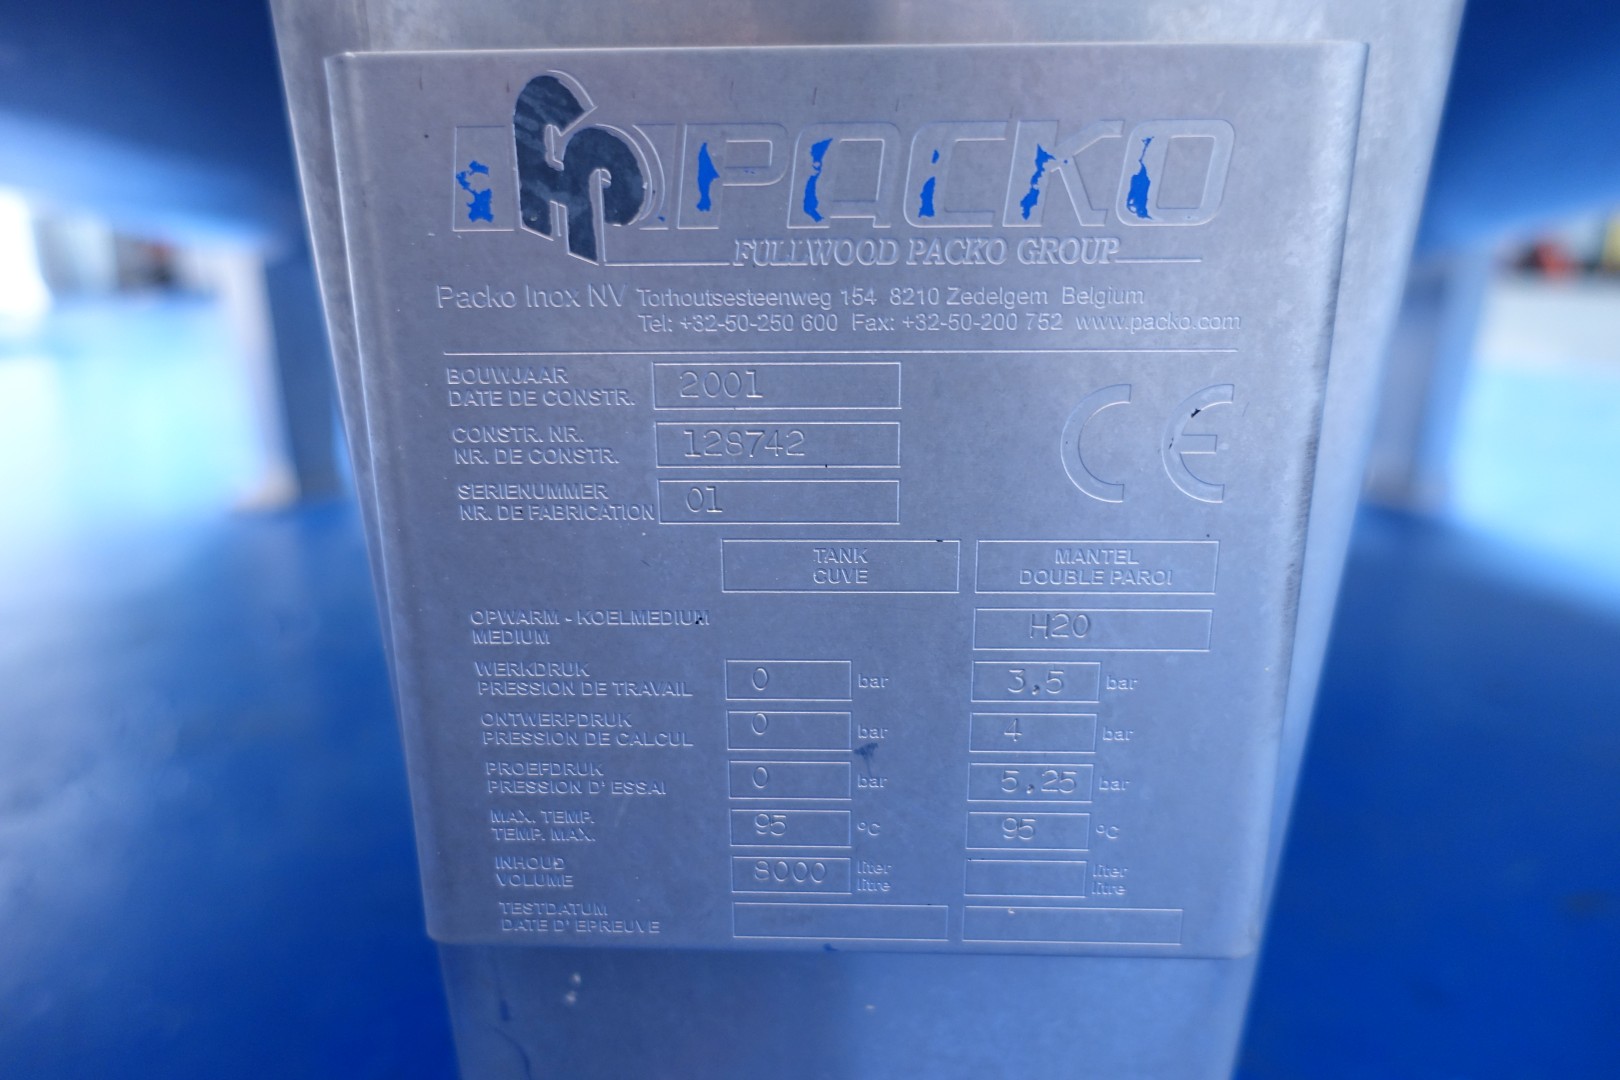 PACKO
FULLWOOD PACKO GROUP
Packo Inox NV Torhoutsesteenweg 154 8210 Zedelgem Belgium
Tel: +32-50-250 600 Fax: +32-50-200 752 www.packo.com
BOUWJAAR
DATE DE CONSTR. 2001
CONSTR. NR.
NR. DE CONSTR. 128742
SERIENUMMER
NR. DE FABRICATION 01
CE
TANK
CUVE
MANTEL
DOUBLE PAROI
OPWARM - KOELMEDIUM
MEDIUM H20
WERKDRUK
PRESSION DE TRAVAIL 0 bar 3,5 bar
ONTWERPDRUK
PRESSION DE CALCUL 0 bar 4 bar
PROEFDRUK
PRESSION D'ESSAI 0 bar 5,25 bar
MAX. TEMP.
TEMP. MAX. 95 °C 95 °C
INHOUD
VOLUME 8000 liter litre liter litre
TESTDATUM
DATE D'EPREUVE